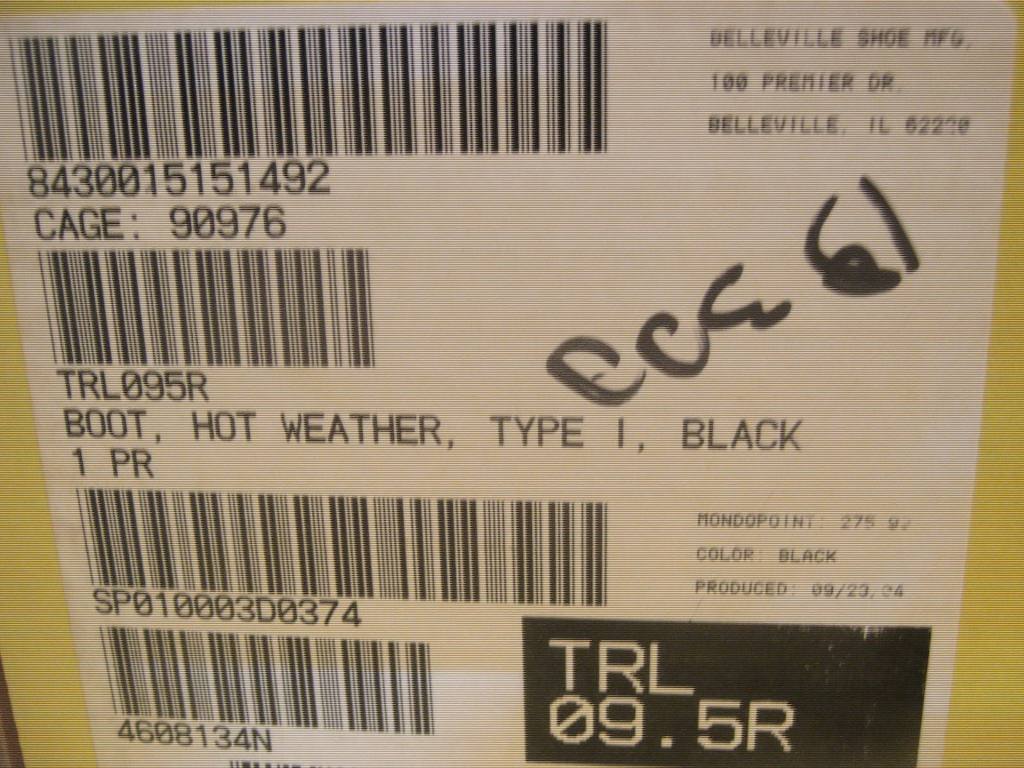 BELLEVILLE SHOE MFG.
100 PREMIER DR.
BELLEVILLE, IL 62220
8430015151492
CAGE: 90976
TRL095R
BOOT, HOT WEATHER, TYPE I, BLACK
1 PR
MONDOPOINT: 275
COLOR: BLACK
PRODUCED: 09/23/04
SP010003D0374
TRL
09.5R
4608134N